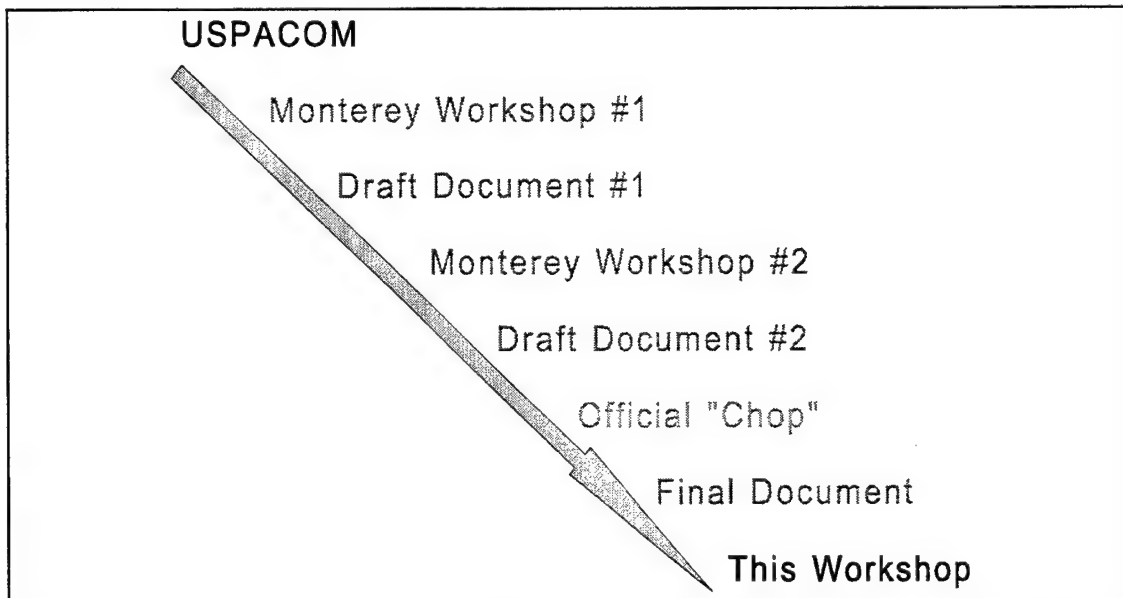 USPACOM
Monterey Workshop #1
Draft Document #1
Monterey Workshop #2
Draft Document #2
Official "Chop"
Final Document
This Workshop